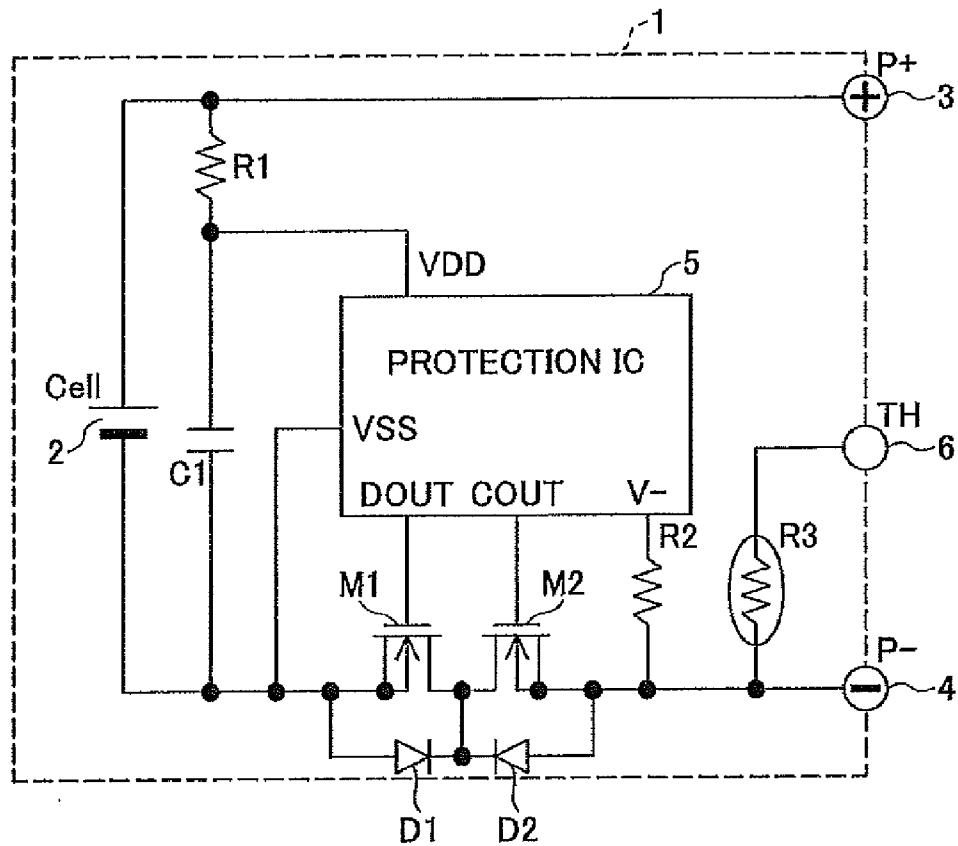 1
P+
3
R1
VDD
5
PROTECTION IC
Cell
2
C1
VSS
TH
6
DOUT COUT V-
R2
R3
M1
M2
P-
4
D1
D2